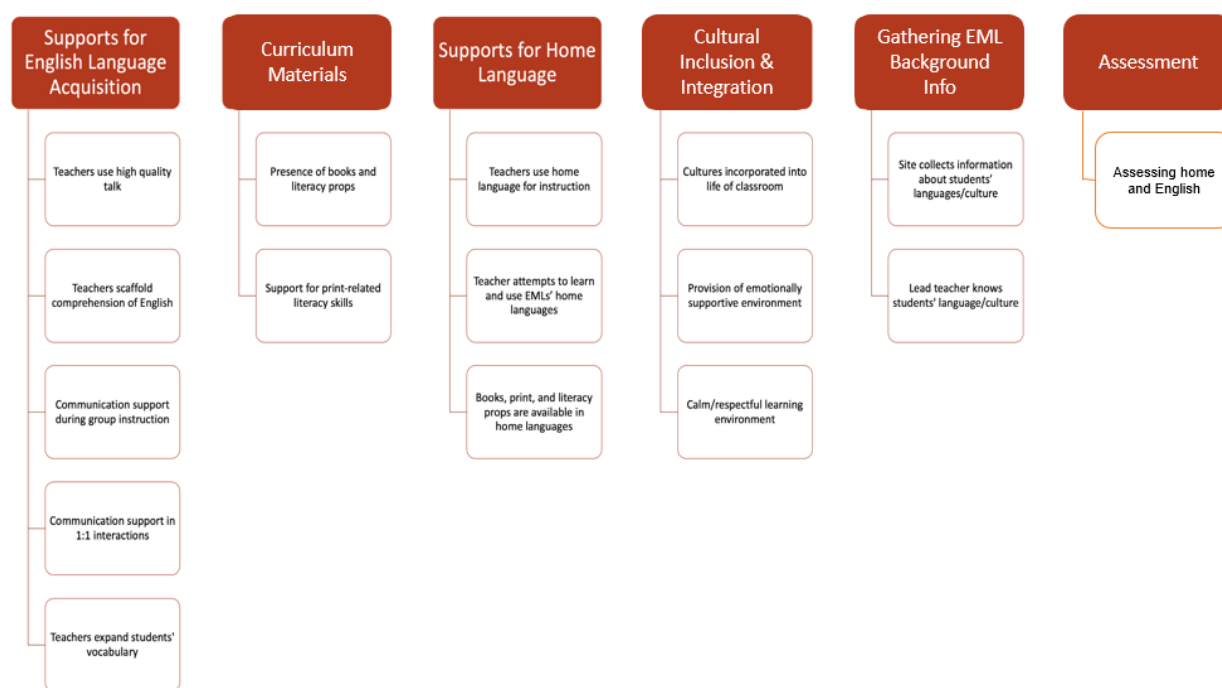 Supports for
English Language
Acquisition
Teachers use high quality
talk
Teachers scaffold
comprehension of English
Communication support
during group instruction
Communication support in
1:1 interactions
Teachers expand students'
vocabulary
Curriculum
Materials
Presence of books and
literacy props
Support for print-related
literacy skills
Supports for Home
Language
Teachers use home
language for instruction
Teacher attempts to learn
and use EMLs' home
languages
Books, print, and literacy
props are available in
home languages
Cultural
Inclusion &
Integration
Cultures incorporated into
life of classroom
Provision of emotionally
supportive environment
Calm/respectful learning
environment
Gathering EML
Background
Info
Site collects information
about students'
languages/culture
Lead teacher knows
students' language/culture
Assessment
Assessing home
and English